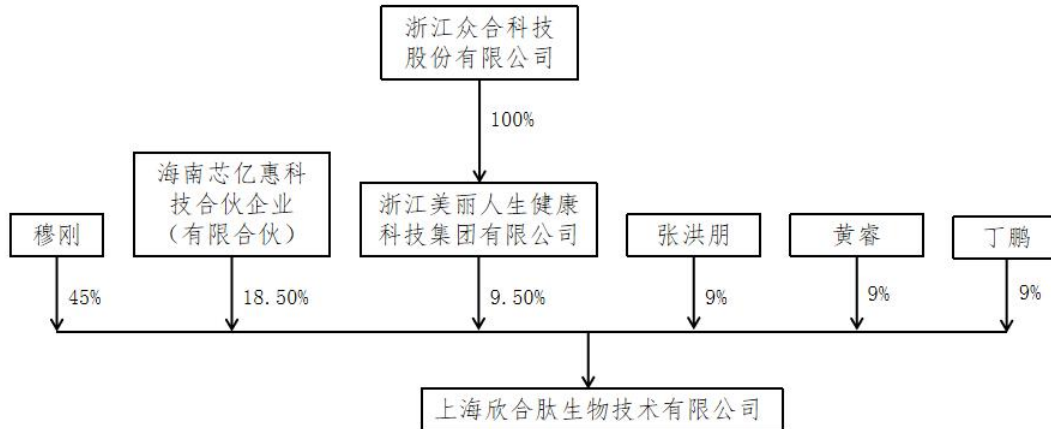 浙江众合科技
股份有限公司
100%
海南芯亿惠科
技合伙企业
（有限合伙）
浙江美丽人生健康
科技集团有限公司
穆刚
张洪朋
黄睿
丁鹏
45%
18.50%
9.50%
9%
9%
9%
上海欣合肽生物技术有限公司